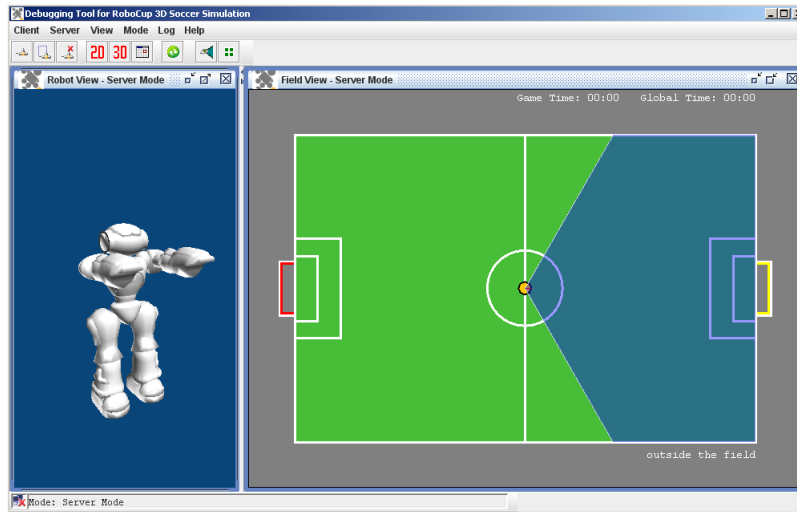 Debugging Tool for RoboCup 3D Soccer Simulation
Client Server View Mode Log Help
2D 3D
Robot View - Server Mode
Field View - Server Mode
Game Time: 00:00 Global Time: 00:00
outside the field
Mode: Server Mode